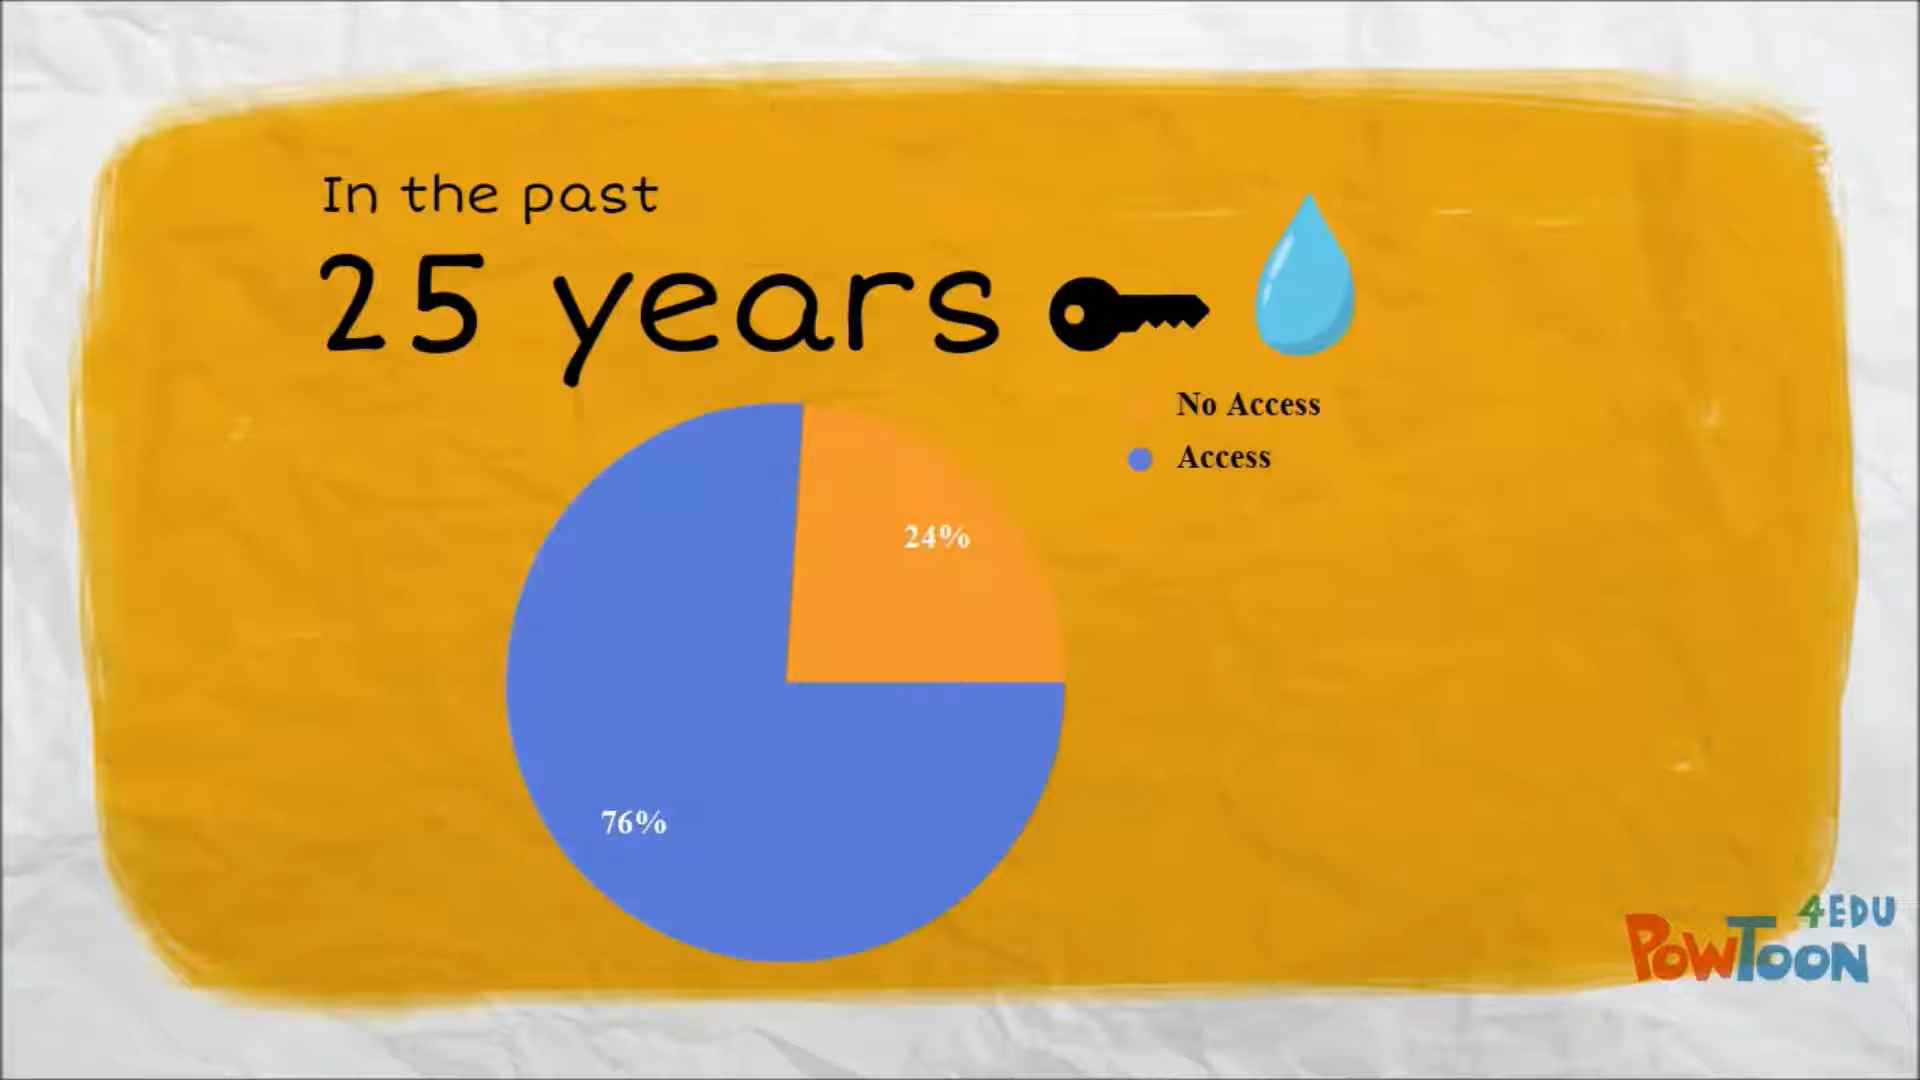 In the past
25 years
No Access
Access
24%
76%
4EDU
PowToon